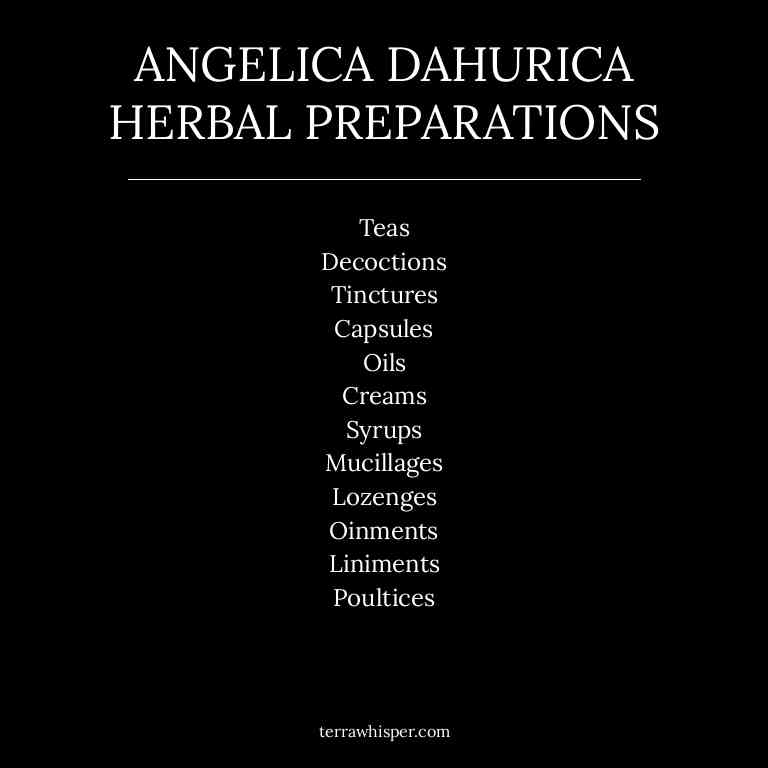 ANGELICA DAHURICA
HERBAL PREPARATIONS
Teas
Decoctions
Tinctures
Capsules
Oils
Creams
Syrups
Mucillages
Lozenges
Oinments
Liniments
Poultices
terrawhisper.com